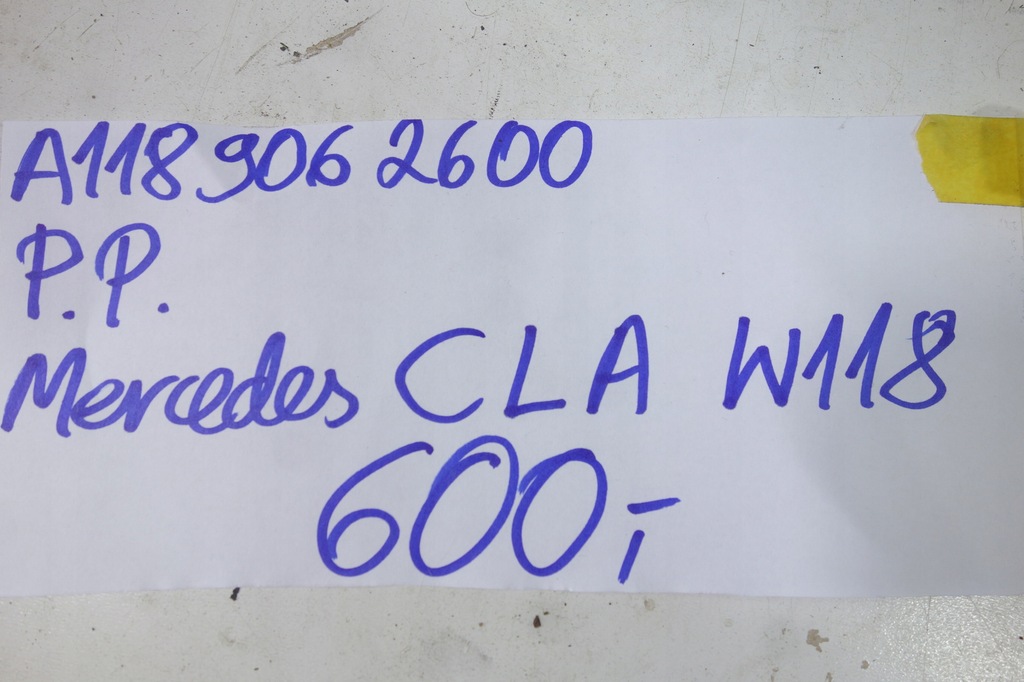 A118 906 2600
P.P.
Mercedes CLA W118
600,-